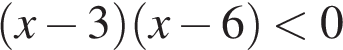 (x − 3)(x − 6) < 0